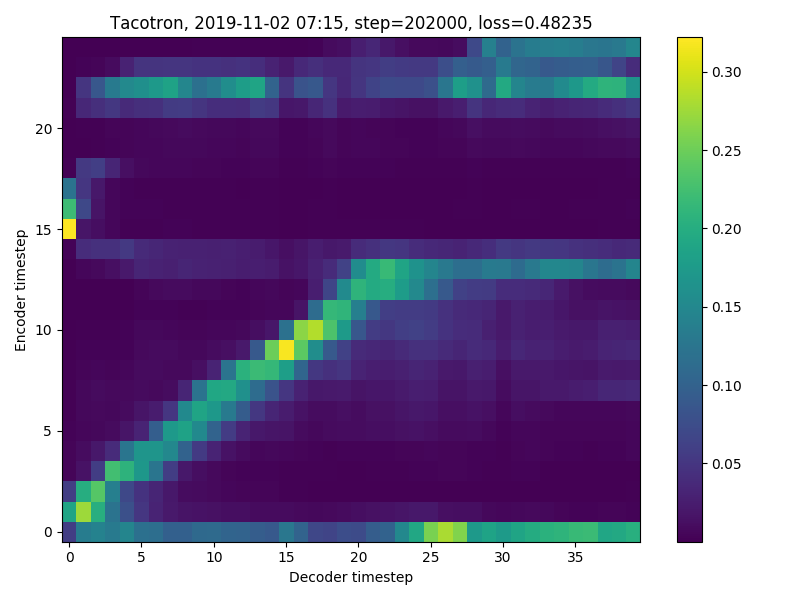 Tacotron, 2019-11-02 07:15, step=202000, loss=0.48235
Encoder timestep
20
15
10
5
0
0 5 10 15 20 25 30 35
Decoder timestep
0.30
0.25
0.20
0.15
0.10
0.05